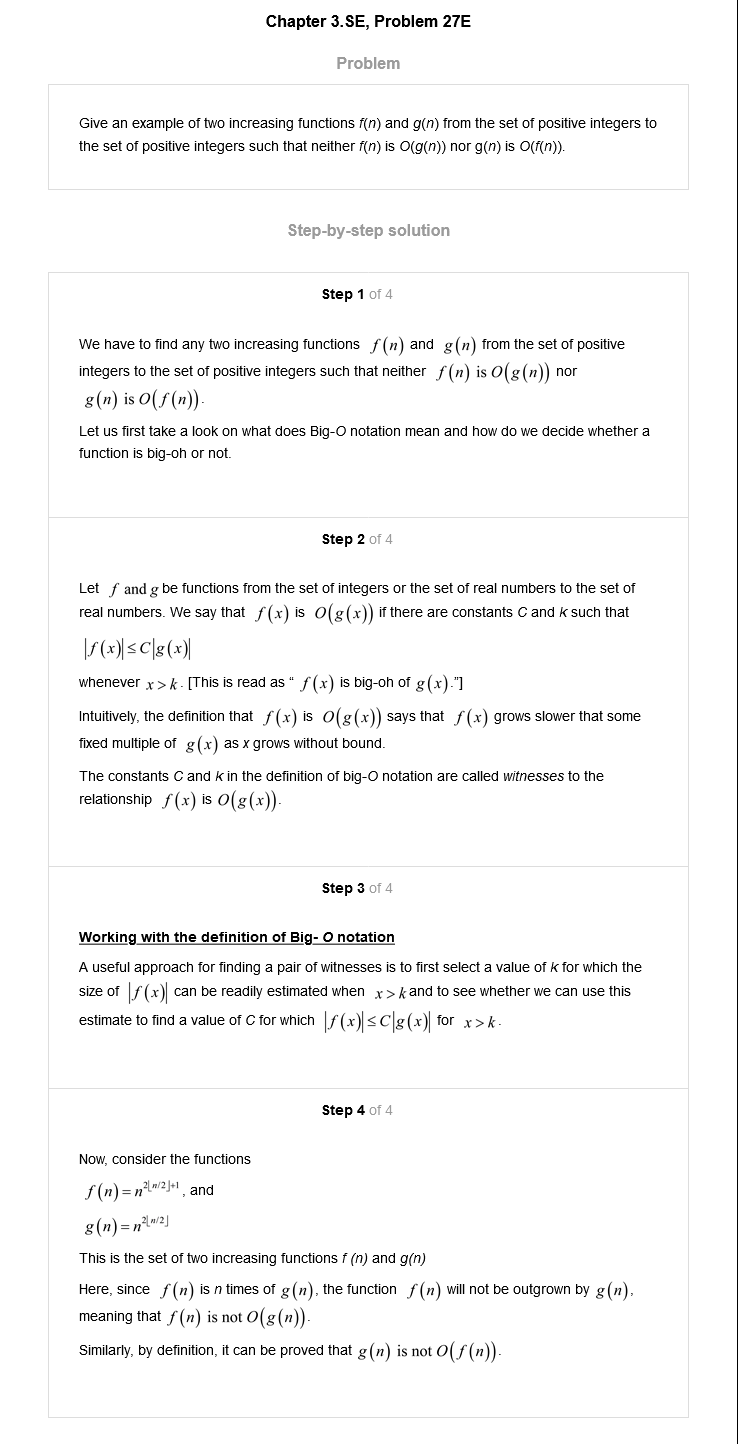 Chapter 3.SE, Problem 27E
Problem
Give an example of two increasing functions f(n) and g(n) from the set of positive integers to
the set of positive integers such that neither f(n) is O(g(n)) nor g(n) is O(f(n)).
Step-by-step solution
Step 1 of 4
We have to find any two increasing functions f(n) and g(n) from the set of positive
integers to the set of positive integers such that neither f(n) is O(g(n)) nor
g(n) is O(f(n)).
Let us first take a look on what does Big-O notation mean and how do we decide whether a
function is big-oh or not.
Step 2 of 4
Let f and g be functions from the set of integers or the set of real numbers to the set of
real numbers. We say that f(x) is O(g(x)) if there are constants C and k such that
|f(x)| ≤ C|g(x)|
whenever x > k. [This is read as “ f(x) is big-oh of g(x).”]
Intuitively, the definition that f(x) is O(g(x)) says that f(x) grows slower that some
fixed multiple of g(x) as x grows without bound.
The constants C and k in the definition of big-O notation are called witnesses to the
relationship f(x) is O(g(x)).
Step 3 of 4
Working with the definition of Big- O notation
A useful approach for finding a pair of witnesses is to first select a value of k for which the
size of |f(x)| can be readily estimated when x > k and to see whether we can use this
estimate to find a value of C for which |f(x)| ≤ C|g(x)| for x > k.
Step 4 of 4
Now, consider the functions
f(n) = n^{2⌊n/2⌋+1}, and
g(n) = n^{2⌊n/2⌋}
This is the set of two increasing functions f (n) and g(n)
Here, since f(n) is n times of g(n), the function f(n) will not be outgrown by g(n),
meaning that f(n) is not O(g(n)).
Similarly, by definition, it can be proved that g(n) is not O(f(n)).